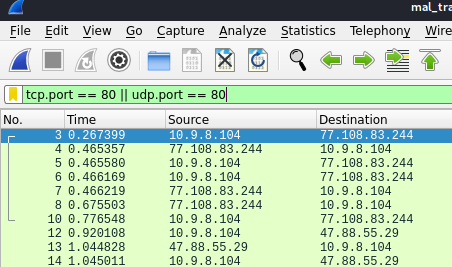 mal_tra
File Edit View Go Capture Analyze Statistics Telephony Wire
tcp.port == 80 || udp.port == 80
No. Time Source Destination
3 0.267399 10.9.8.104 77.108.83.244
4 0.465357 77.108.83.244 10.9.8.104
5 0.465580 10.9.8.104 77.108.83.244
6 0.466169 10.9.8.104 77.108.83.244
7 0.466219 77.108.83.244 10.9.8.104
8 0.675503 77.108.83.244 10.9.8.104
10 0.776548 10.9.8.104 77.108.83.244
12 0.920108 10.9.8.104 47.88.55.29
13 1.044828 47.88.55.29 10.9.8.104
14 1.045011 10.9.8.104 47.88.55.29